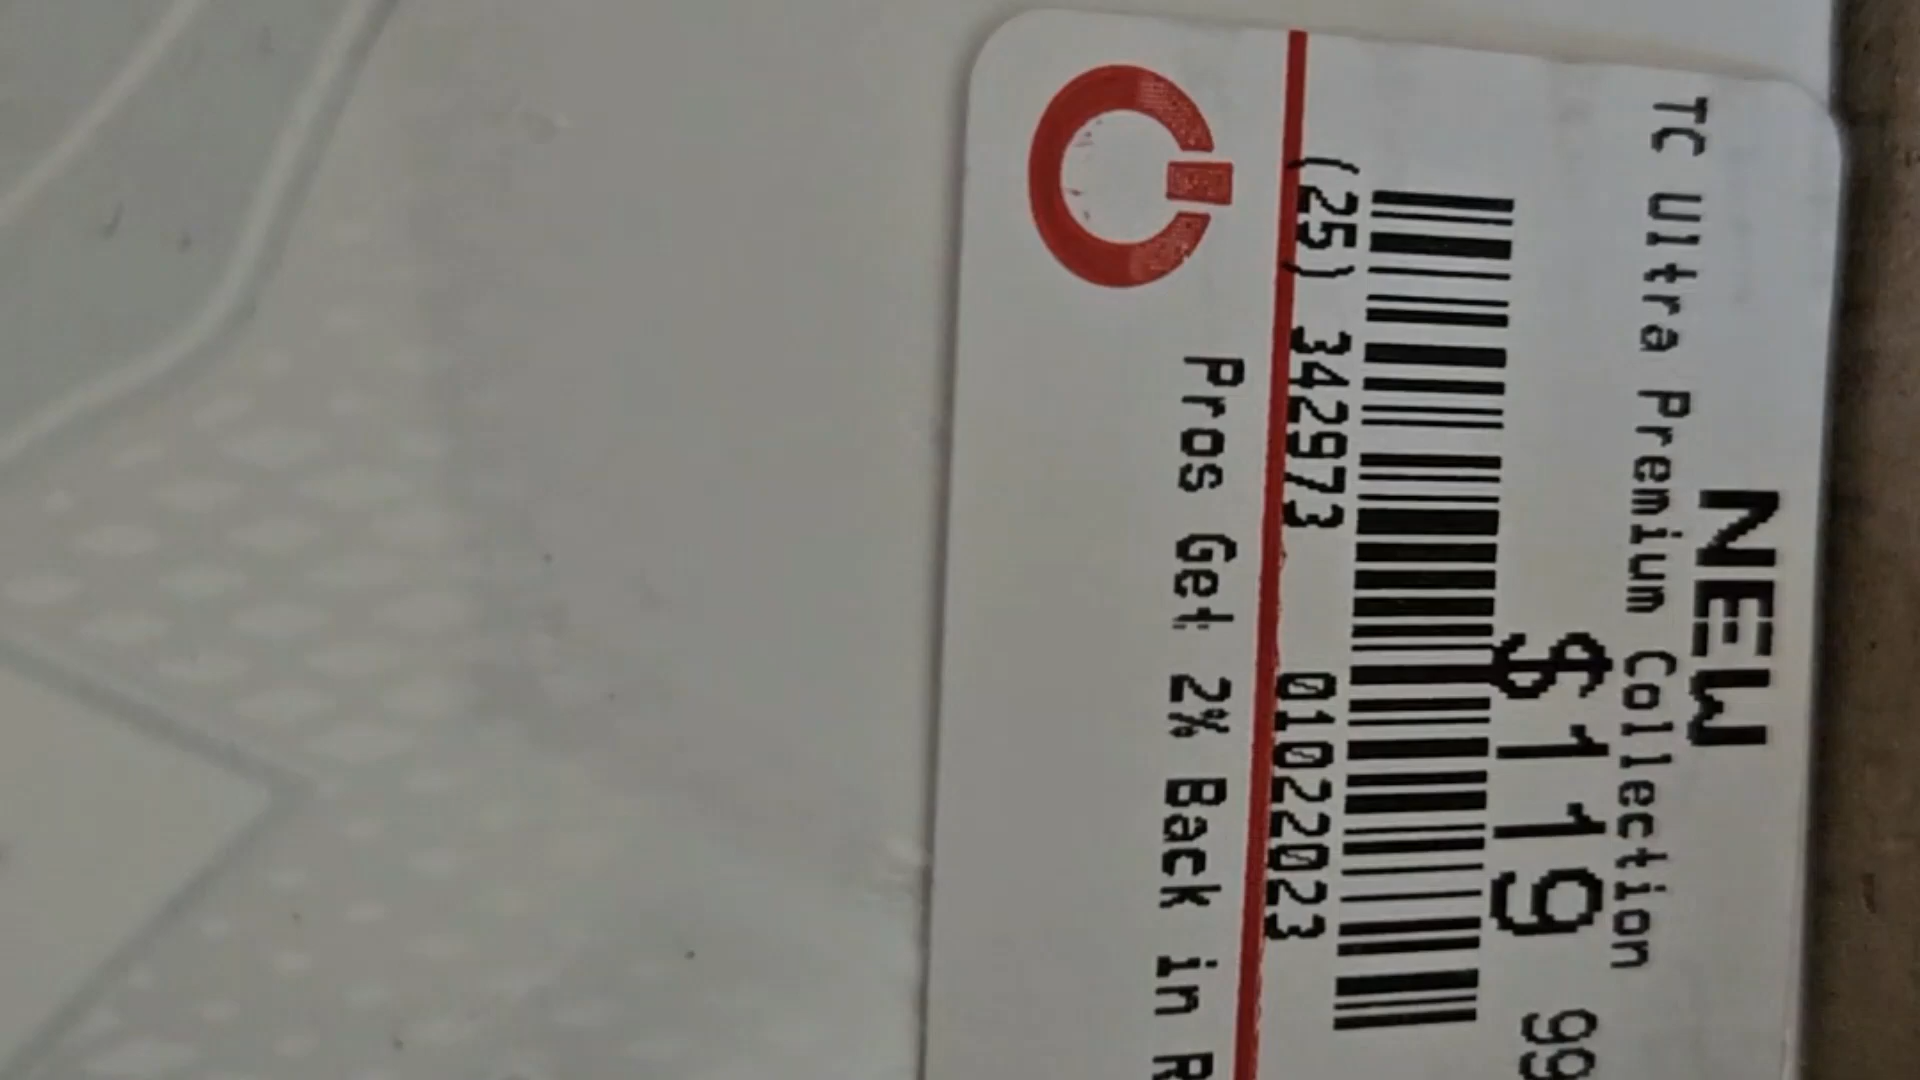 NEW
TC Ultra Premium Collection
$119 99
(25) 342973 01022023
Pros Get 2% Back in R